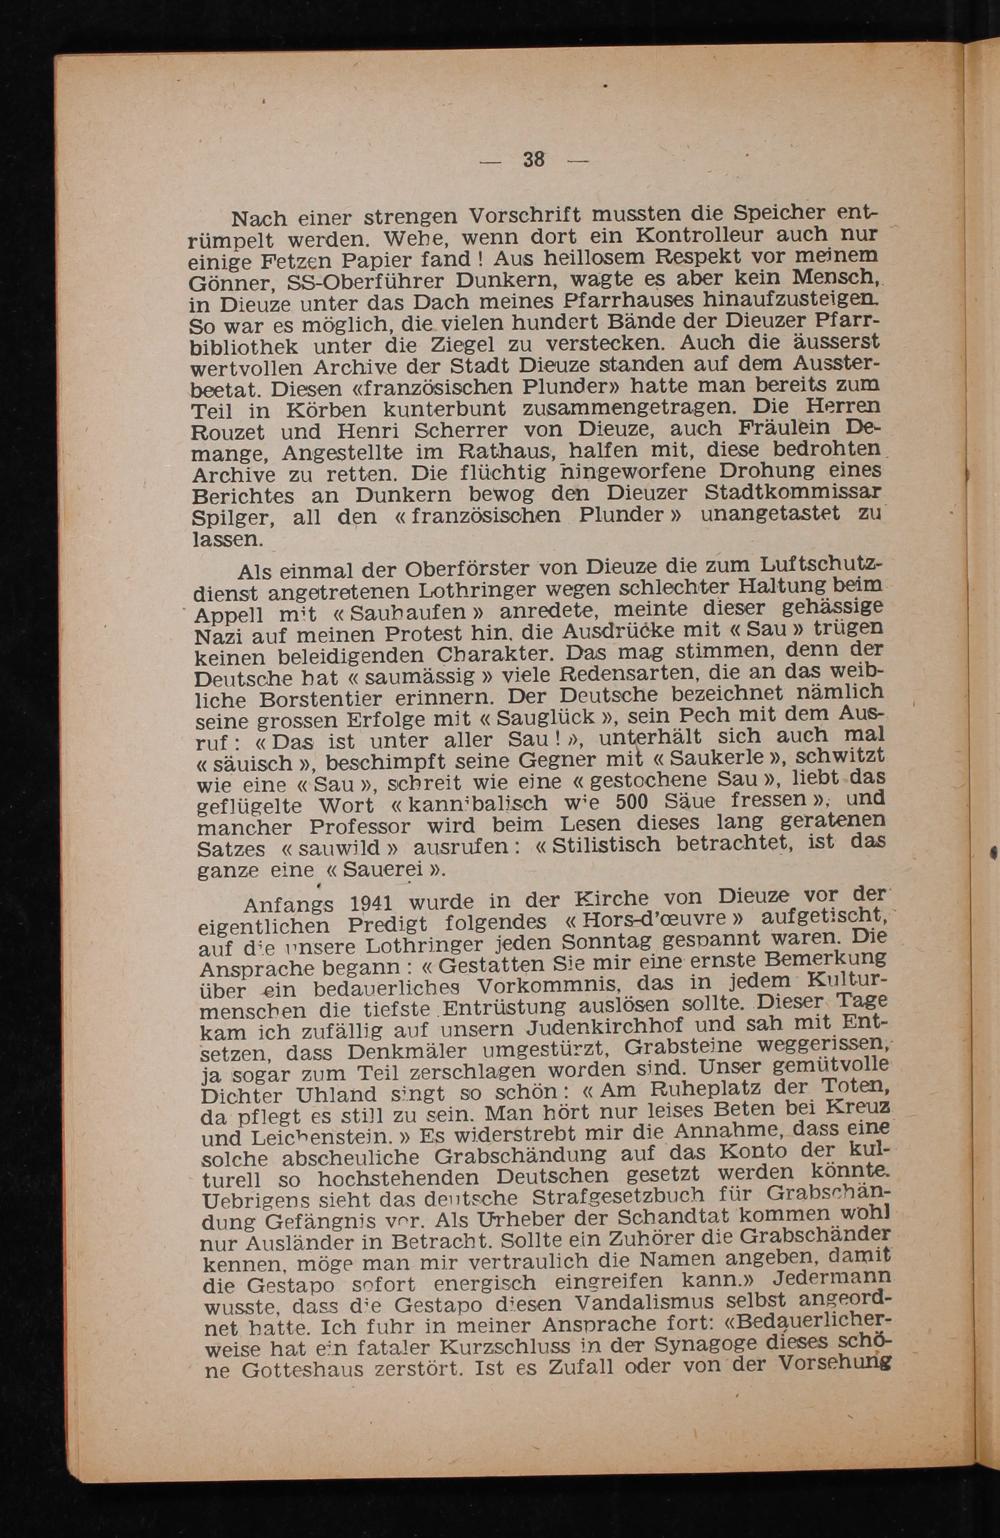 — 38 —
Nach einer strengen Vorschrift mussten die Speicher ent-
rümpelt werden. Wehe, wenn dort ein Kontrolleur auch nur
einige Fetzen Papier fand ! Aus heillosem Respekt vor meinem
Gönner, SS-Oberführer Dunkern, wagte es aber kein Mensch,
in Dieuze unter das Dach meines Pfarrhauses hinaufzusteigen.
So war es möglich, die vielen hundert Bände der Dieuzer Pfarr-
bibliothek unter die Ziegel zu verstecken. Auch die äusserst
wertvollen Archive der Stadt Dieuze standen auf dem Ausster-
beetat. Diesen «französischen Plunder» hatte man bereits zum
Teil in Körben kunterbunt zusammengetragen. Die Herren
Rouzet und Henri Scherrer von Dieuze, auch Fräulein De-
mange, Angestellte im Rathaus, halfen mit, diese bedrohten
Archive zu retten. Die flüchtig hingeworfene Drohung eines
Berichtes an Dunkern bewog den Dieuzer Stadtkommissar
Spilger, all den « französischen Plunder » unangetastet zu
lassen.
Als einmal der Oberförster von Dieuze die zum Luftschutz-
dienst angetretenen Lothringer wegen schlechter Haltung beim
Appell mit « Sauhaufen » anredete, meinte dieser gehässige
Nazi auf meinen Protest hin, die Ausdrücke mit « Sau » trügen
keinen beleidigenden Charakter. Das mag stimmen, denn der
Deutsche hat « saumässig » viele Redensarten, die an das weib-
liche Borstentier erinnern. Der Deutsche bezeichnet nämlich
seine grossen Erfolge mit « Sauglück », sein Pech mit dem Aus-
ruf : « Das ist unter aller Sau ! », unterhält sich auch mal
« säuisch », beschimpft seine Gegner mit « Saukerle », schwitzt
wie eine « Sau », schreit wie eine « gestochene Sau », liebt das
geflügelte Wort « kannibalisch wie 500 Säue fressen », und
mancher Professor wird beim Lesen dieses lang geratenen
Satzes « sauwild » ausrufen : « Stilistisch betrachtet, ist das
ganze eine « Sauerei ».
Anfangs 1941 wurde in der Kirche von Dieuze vor der
eigentlichen Predigt folgendes « Hors-d'œuvre » aufgetischt,
auf die unsere Lothringer jeden Sonntag gespannt waren. Die
Ansprache begann : « Gestatten Sie mir eine ernste Bemerkung
über ein bedauerliches Vorkommnis, das in jedem Kultur-
menschen die tiefste Entrüstung auslösen sollte. Dieser Tage
kam ich zufällig auf unsern Judenkirchhof und sah mit Ent-
setzen, dass Denkmäler umgestürzt, Grabsteine weggerissen,
ja sogar zum Teil zerschlagen worden sind. Unser gemütvolle
Dichter Uhland singt so schön : « Am Ruheplatz der Toten,
da pflegt es still zu sein. Man hört nur leises Beten bei Kreuz
und Leichenstein. » Es widerstrebt mir die Annahme, dass eine
solche abscheuliche Grabschändung auf das Konto der kul-
turell so hochstehenden Deutschen gesetzt werden könnte.
Uebrigens sieht das deutsche Strafgesetzbuch für Grabschän-
dung Gefängnis vor. Als Urheber der Schandtat kommen wohl
nur Ausländer in Betracht. Sollte ein Zuhörer die Grabschänder
kennen, möge man mir vertraulich die Namen angeben, damit
die Gestapo sofort energisch eingreifen kann.» Jedermann
wusste, dass die Gestapo diesen Vandalismus selbst angeord-
net hatte. Ich fuhr in meiner Ansprache fort: «Bedauerlicher-
weise hat ein fataler Kurzschluss in der Synagoge dieses schö-
ne Gotteshaus zerstört. Ist es Zufall oder von der Vorsehung